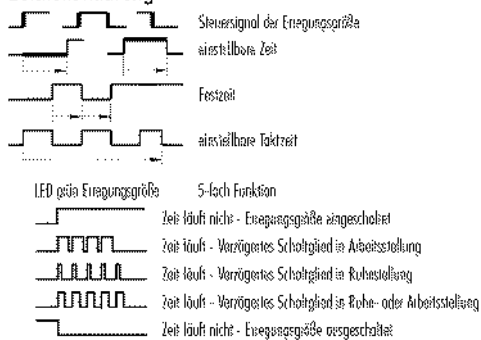 Steuersignal der Erregungsgröße
einstellbare Zeit
Festzeit
einstellbare Taktzeit
LED grün Erregungsgröße 5-fach Funktion
Zeit läuft nicht - Erregungsgröße eingeschaltet
Zeit läuft - Verzögertes Schaltglied in Arbeitsstellung
Zeit läuft - Verzögertes Schaltglied in Ruhestellung
Zeit läuft - Verzögertes Schaltglied in Ruhe- oder Arbeitsstellung
Zeit läuft nicht - Erregungsgröße ausgeschaltet